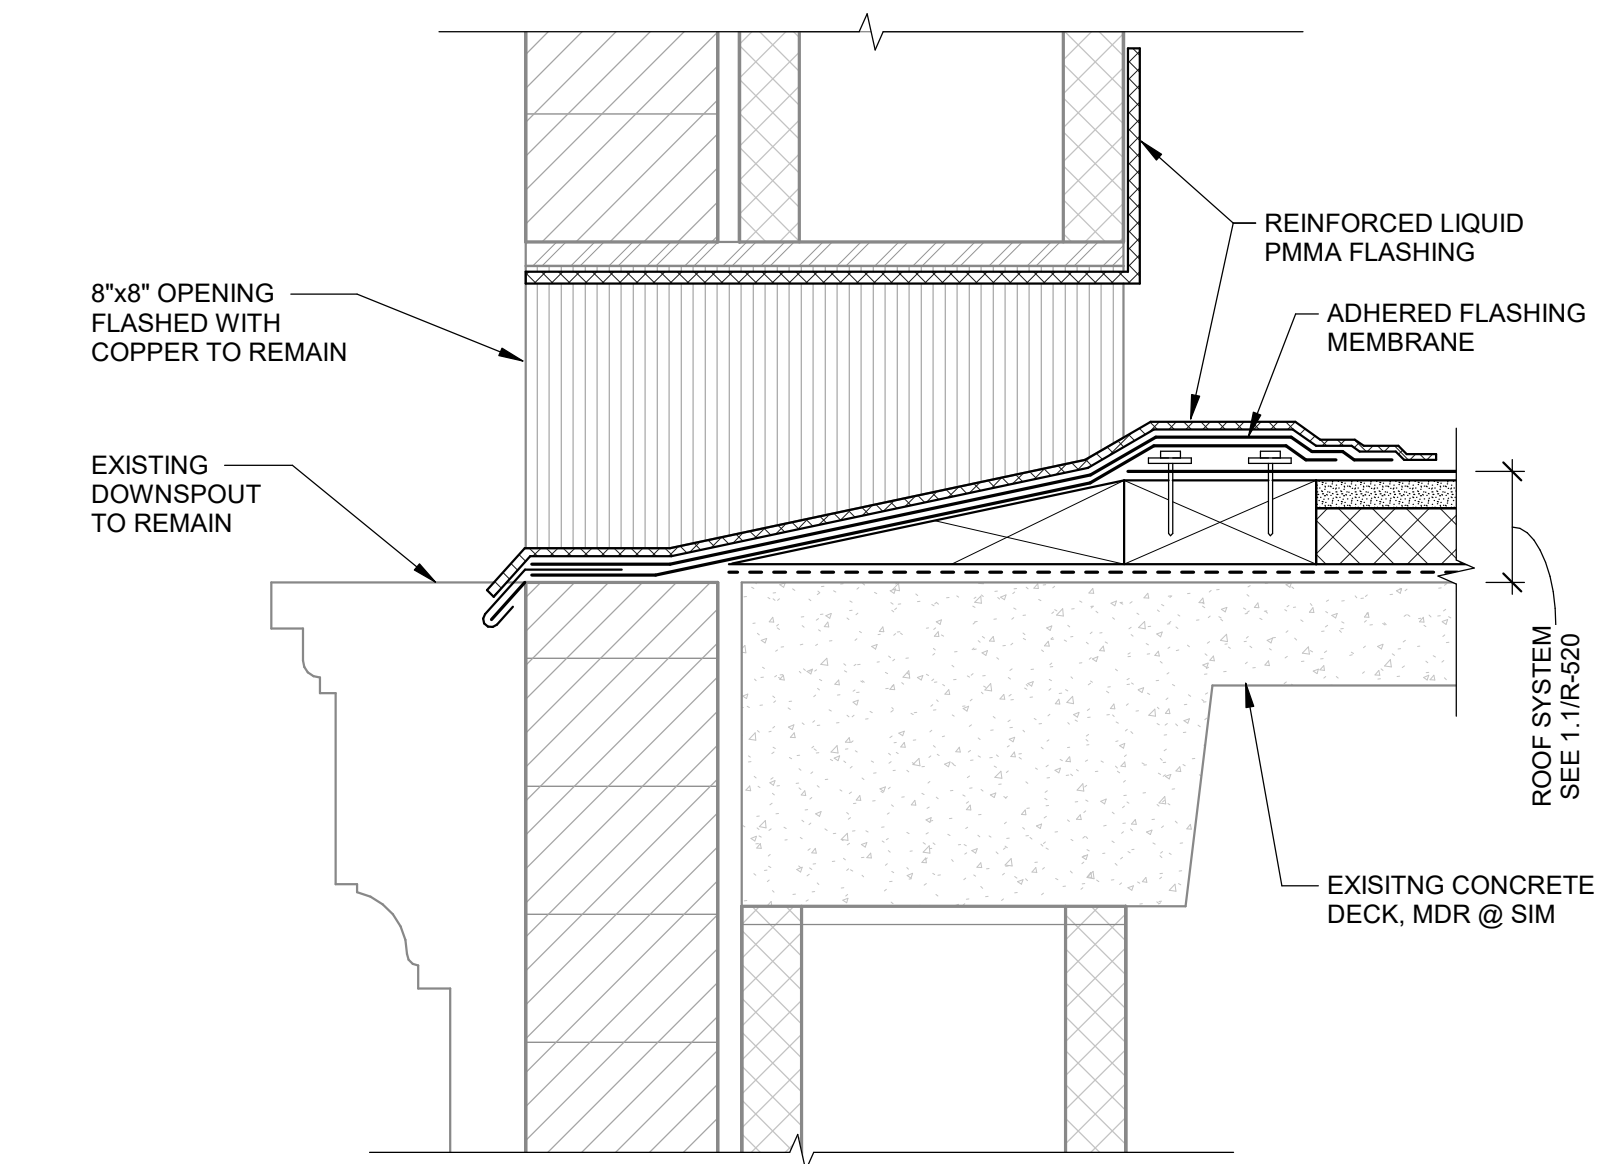 REINFORCED LIQUID
PMMA FLASHING
8"x8" OPENING
FLASHED WITH
COPPER TO REMAIN
ADHERED FLASHING
MEMBRANE
EXISTING
DOWNSPOUT
TO REMAIN
ROOF SYSTEM
SEE 1.1/R-520
EXISITNG CONCRETE
DECK, MDR @ SIM